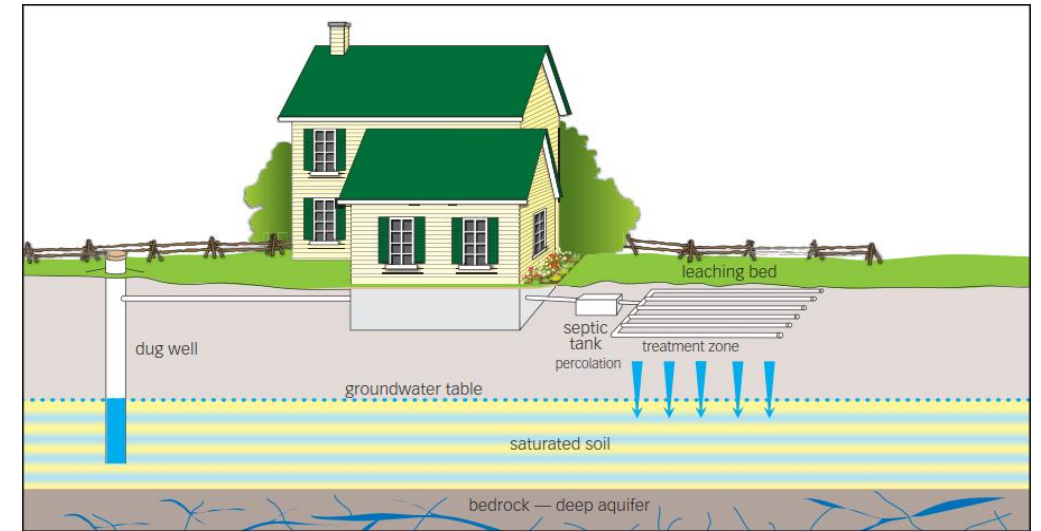 leaching bed
septic
tank
treatment zone
percolation
dug well
groundwater table
saturated soil
bedrock — deep aquifer